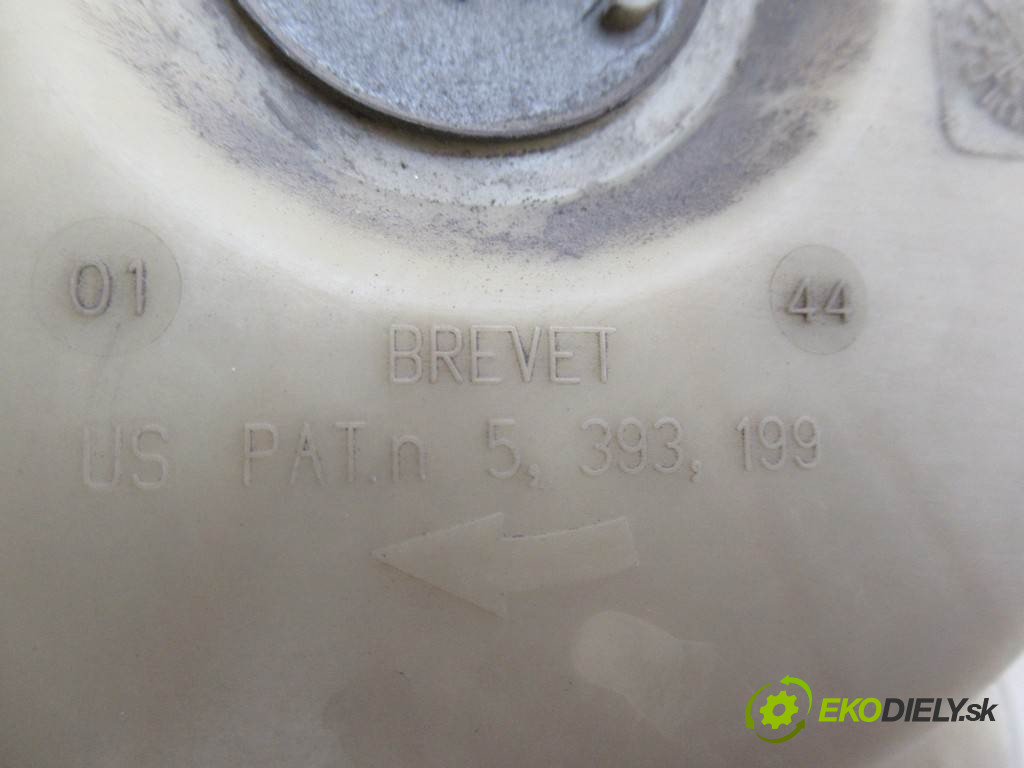 01
44
BREVET
US PAT.n 5, 393, 199
EKODIELY.sk